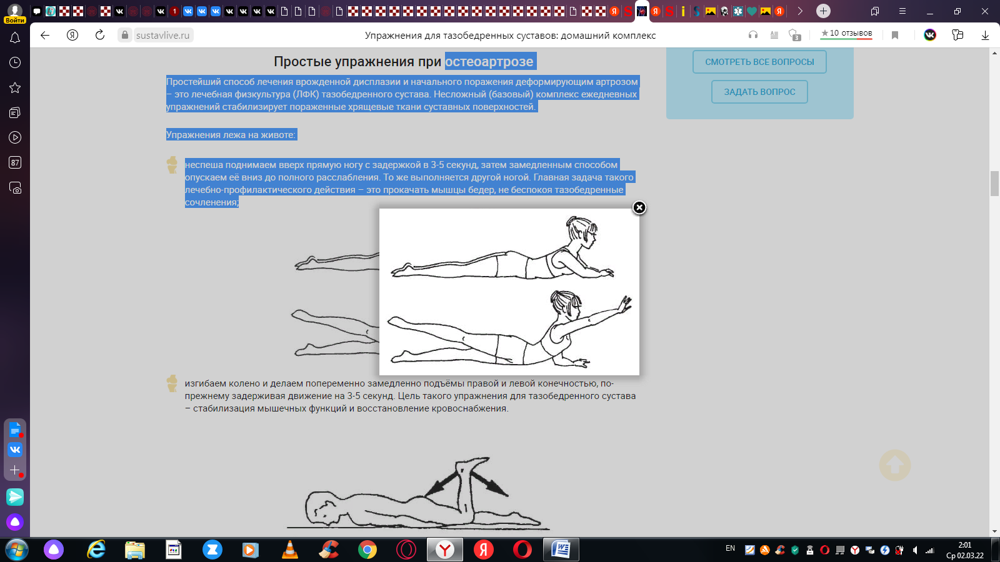 Войти
1
sustavlive.ru
Упражнения для тазобедренных суставов: домашний комплекс
3
★10 отзывов
87
Простые упражнения при остеоартрозе
Простейший способ лечения врожденной дисплазии и начального поражения деформирующим артрозом
– это лечебная физкультура (ЛФК) тазобедренного сустава. Несложный (базовый) комплекс ежедневных
упражнений стабилизирует пораженные хрящевые ткани суставных поверхностей.
Упражнения лежа на животе:
неспеша поднимаем вверх прямую ногу с задержкой в 3-5 секунд, затем замедленным способом
опускаем её вниз до полного расслабления. То же выполняется другой ногой. Главная задача такого
лечебно-профилактического действия – это прокачать мышцы бедер, не беспокоя тазобедренные
сочленения;
изгибаем колено и делаем попеременно замедленно подъёмы правой и левой конечностью, по-
прежнему задерживая движение на 3-5 секунд. Цель такого упражнения для тазобедренного сустава
– стабилизация мышечных функций и восстановление кровоснабжения.
СМОТРЕТЬ ВСЕ ВОПРОСЫ
ЗАДАТЬ ВОПРОС
EN
2:01
Ср 02.03.22